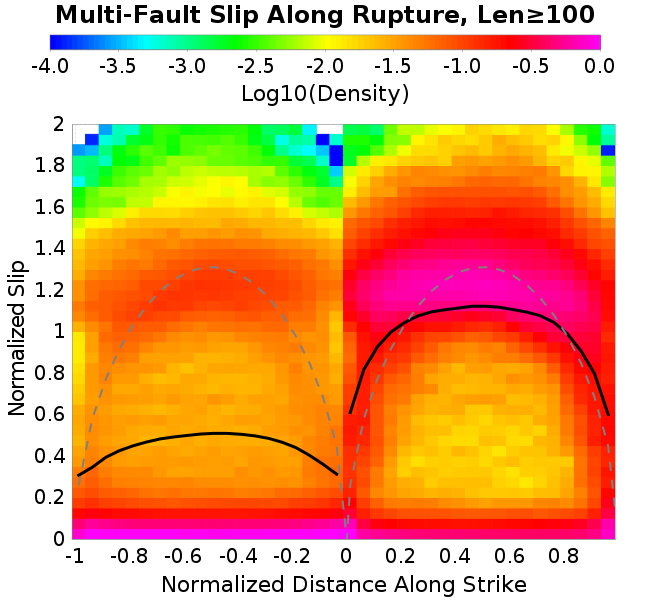 Multi-Fault Slip Along Rupture, Len≥100
-4.0 -3.5 -3.0 -2.5 -2.0 -1.5 -1.0 -0.5 0.0
Log10(Density)
2
1.8
1.6
1.4
1.2
1
0.8
0.6
0.4
0.2
0
Normalized Slip
-1 -0.8 -0.6 -0.4 -0.2 0 0.2 0.4 0.6 0.8
Normalized Distance Along Strike